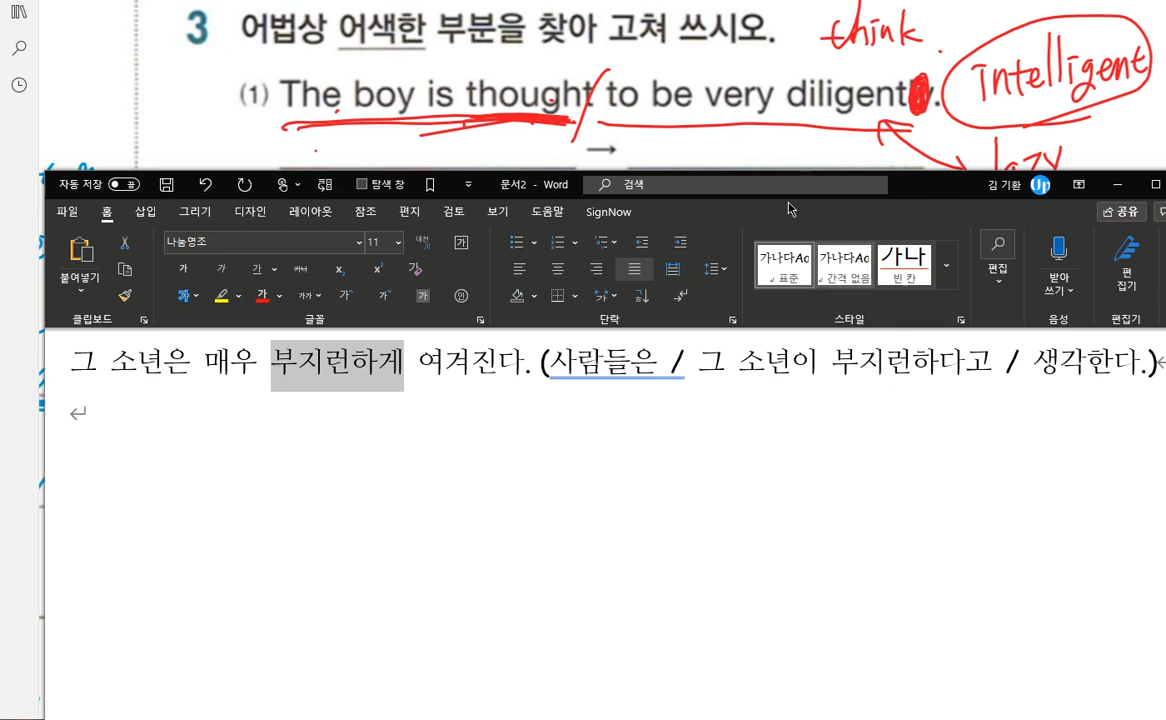 think
3 어법상 어색한 부분을 찾아 고쳐 쓰시오.
intelligent
(1) The boy is thought / to be very diligently.
→
lazy
자동 저장 끔 탐색 창 문서2 - Word 검색 김 기환 Up
파일 홈 삽입 그리기 디자인 레이아웃 참조 편지 검토 보기 도움말 SignNow 공유
붙여넣기 나눔명조 11 가나다AaC 가나다AaC 가나 편집 받아쓰기 편집기
↲ 표준 ↲ 간격 없음 빈 칸
클립보드 글꼴 단락 스타일 음성 편집기
그 소년은 매우 부지런하게 여겨진다. (사람들은 / 그 소년이 부지런하다고 / 생각한다.)